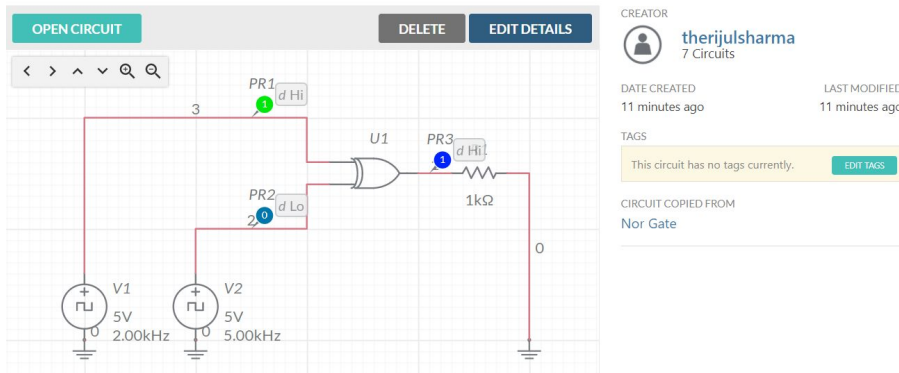 OPEN CIRCUIT
DELETE
EDIT DETAILS
CREATOR
therijulsharma
7 Circuits
DATE CREATED
LAST MODIFIED
11 minutes ago
11 minutes ago
TAGS
This circuit has no tags currently.
EDIT TAGS
CIRCUIT COPIED FROM
Nor Gate
PR1
d Hi
1
3
U1
PR3
d Hi
1
1kΩ
PR2
d Lo
2
0
0
V1
5V
2.00kHz
0
V2
5V
5.00kHz
0